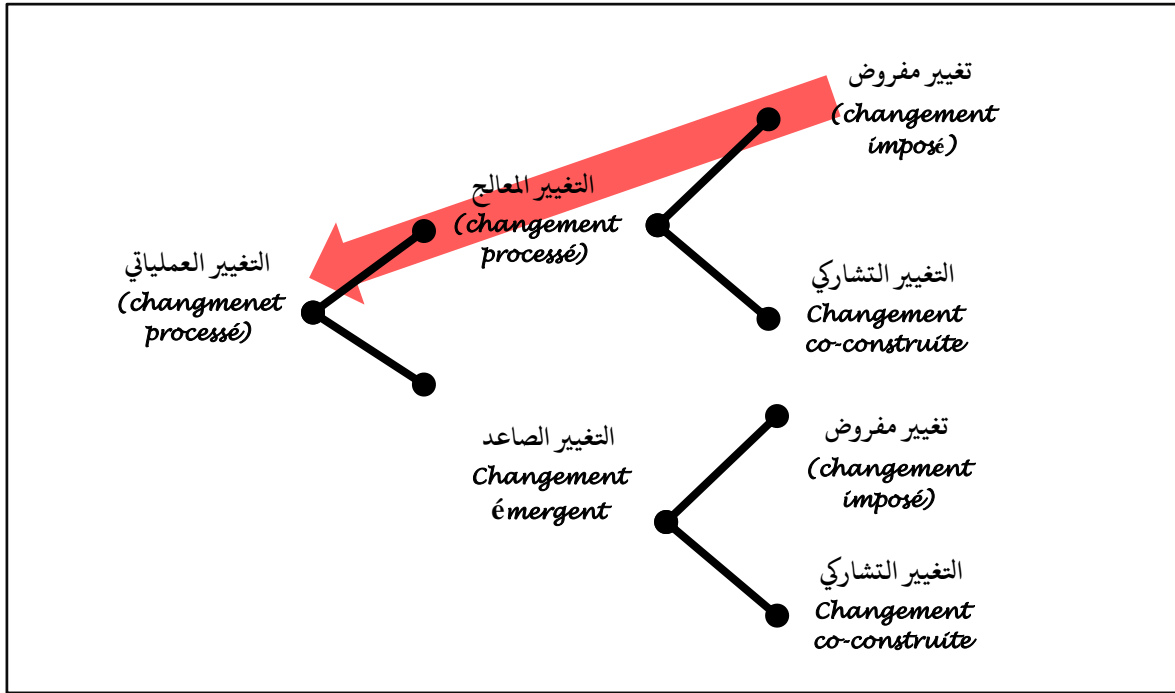 تغيير مفروض
(changement
imposé)
التغيير المعالج
(changement
processé)
التغيير العملياتي
(changmenet
processé)
التغيير التشاركي
Changement
co-construite
التغيير الصاعد
Changement
émergent
تغيير مفروض
(changement
imposé)
التغيير التشاركي
Changement
co-construite